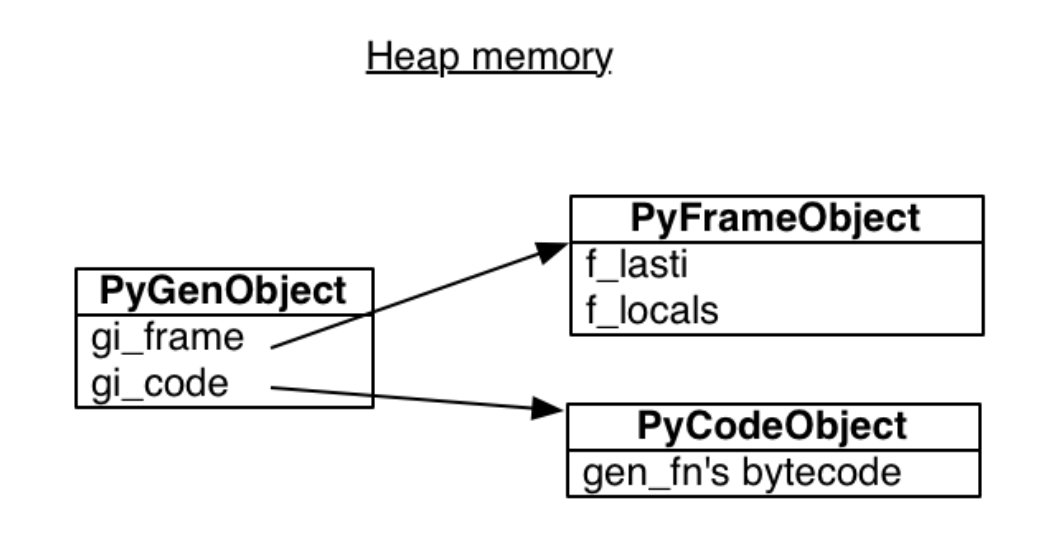 Heap memory
PyGenObject
gi_frame
gi_code
PyFrameObject
f_lasti
f_locals
PyCodeObject
gen_fn's bytecode